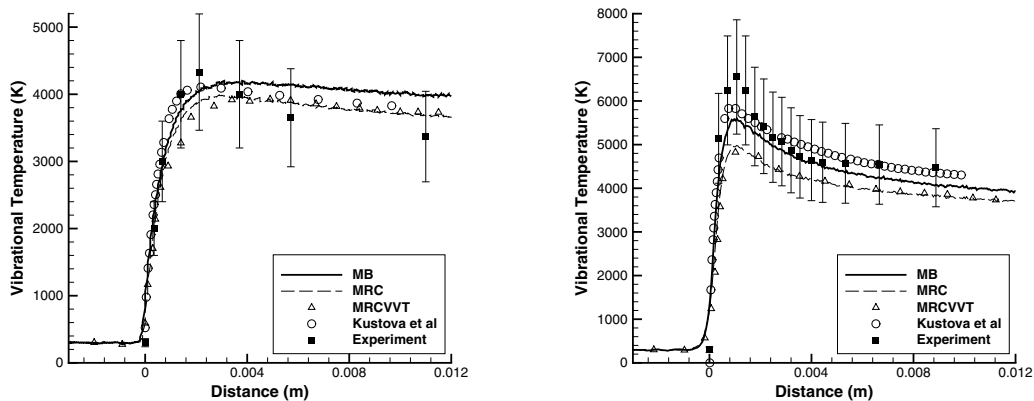 Vibrational Temperature (K)
5000
4000
3000
2000
1000
0
MB
MRC
MRCVVT
Kustova et al
Experiment
0
0.004
0.008
0.012
Distance (m)
Vibrational Temperature (K)
8000
7000
6000
5000
4000
3000
2000
1000
0
MB
MRC
MRCVVT
Kustova et al
Experiment
0
0.004
0.008
0.012
Distance (m)